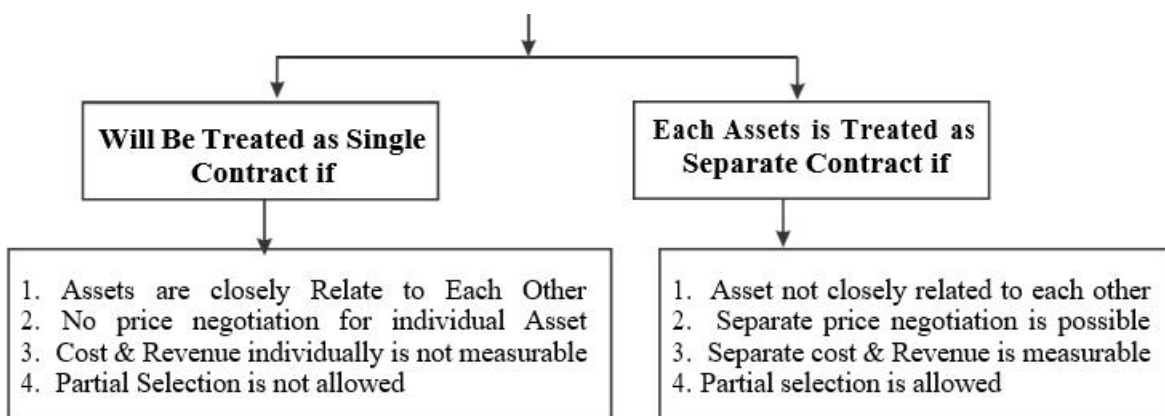 Will Be Treated as Single
Contract if
Each Assets is Treated as
Separate Contract if
1. Assets are closely Relate to Each Other
2. No price negotiation for individual Asset
3. Cost & Revenue individually is not measurable
4. Partial Selection is not allowed
1. Asset not closely related to each other
2. Separate price negotiation is possible
3. Separate cost & Revenue is measurable
4. Partial selection is allowed